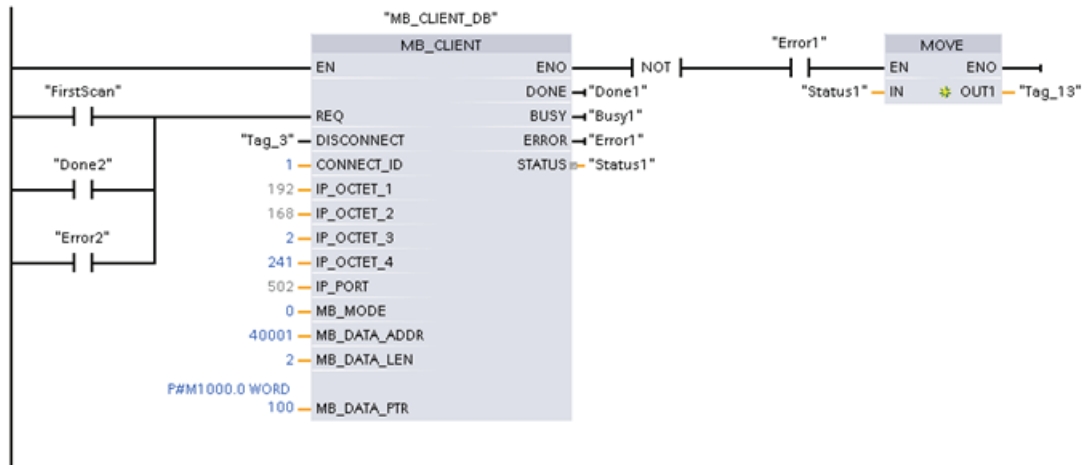 "MB_CLIENT_DB"
MB_CLIENT
EN ENO NOT "Error1" MOVE EN ENO
DONE "Done1" "Status1" IN OUT1 "Tag_13"
"FirstScan" REQ BUSY "Busy1"
"Tag_3" DISCONNECT ERROR "Error1"
"Done2" 1 CONNECT_ID STATUS "Status1"
192 IP_OCTET_1
168 IP_OCTET_2
"Error2" 2 IP_OCTET_3
241 IP_OCTET_4
502 IP_PORT
0 MB_MODE
40001 MB_DATA_ADDR
2 MB_DATA_LEN
P#M1000.0 WORD
100 MB_DATA_PTR